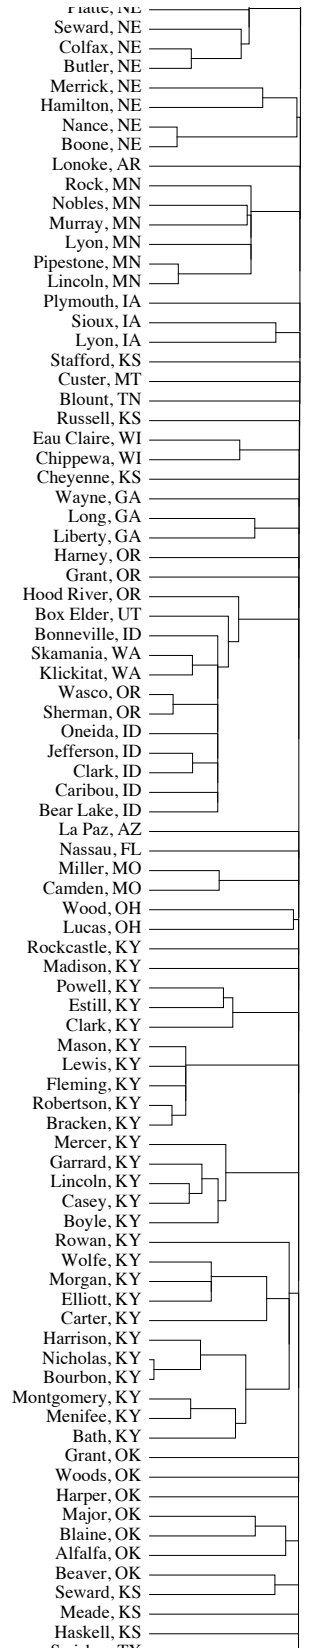 Platte, NE
Seward, NE
Colfax, NE
Butler, NE
Merrick, NE
Hamilton, NE
Nance, NE
Boone, NE
Lonoke, AR
Rock, MN
Nobles, MN
Murray, MN
Lyon, MN
Pipestone, MN
Lincoln, MN
Plymouth, IA
Sioux, IA
Lyon, IA
Stafford, KS
Custer, MT
Blount, TN
Russell, KS
Eau Claire, WI
Chippewa, WI
Cheyenne, KS
Wayne, GA
Long, GA
Liberty, GA
Harney, OR
Grant, OR
Hood River, OR
Box Elder, UT
Bonneville, ID
Skamania, WA
Klickitat, WA
Wasco, OR
Sherman, OR
Oneida, ID
Jefferson, ID
Clark, ID
Caribou, ID
Bear Lake, ID
La Paz, AZ
Nassau, FL
Miller, MO
Camden, MO
Wood, OH
Lucas, OH
Rockcastle, KY
Madison, KY
Powell, KY
Estill, KY
Clark, KY
Mason, KY
Lewis, KY
Fleming, KY
Robertson, KY
Bracken, KY
Mercer, KY
Garrard, KY
Lincoln, KY
Casey, KY
Boyle, KY
Rowan, KY
Wolfe, KY
Morgan, KY
Elliott, KY
Carter, KY
Harrison, KY
Nicholas, KY
Bourbon, KY
Montgomery, KY
Menifee, KY
Bath, KY
Grant, OK
Woods, OK
Harper, OK
Major, OK
Blaine, OK
Alfalfa, OK
Beaver, OK
Seward, KS
Meade, KS
Haskell, KS